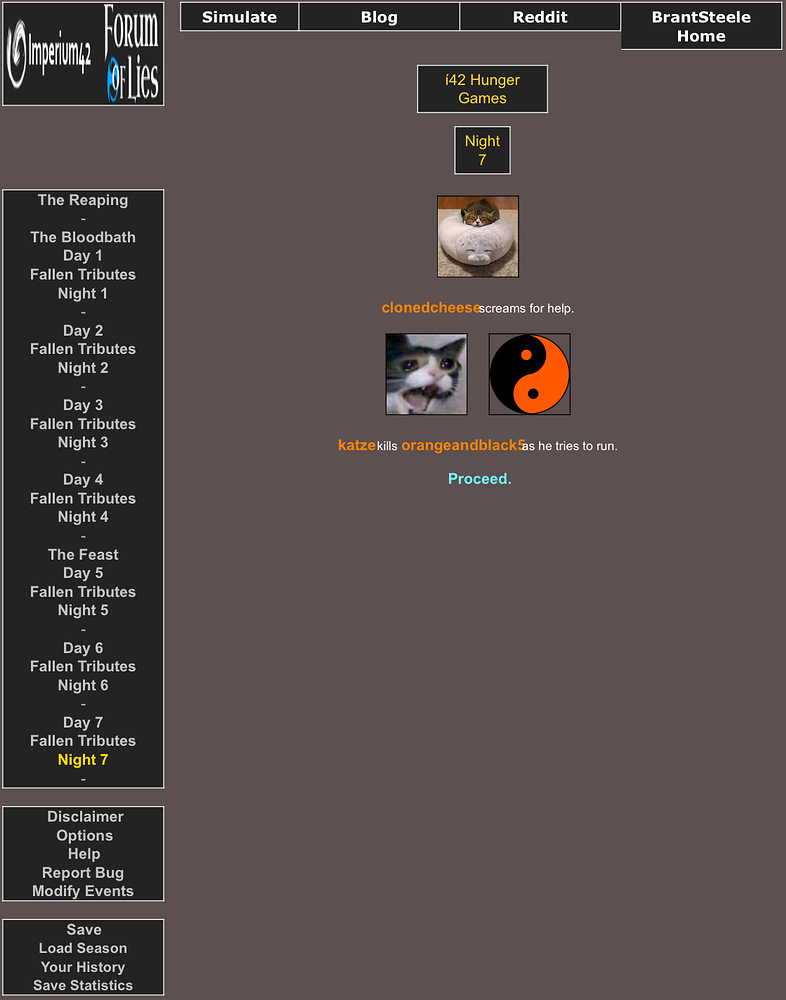 Imperium42
FORUM
OF LIES
Simulate
Blog
Reddit
BrantSteele
Home
í42 Hunger
Games
Night
7
clonedcheese screams for help.
katze kills orangeandblack5 as he tries to run.
Proceed.
The Reaping
-
The Bloodbath
Day 1
Fallen Tributes
Night 1
-
Day 2
Fallen Tributes
Night 2
-
Day 3
Fallen Tributes
Night 3
-
Day 4
Fallen Tributes
Night 4
-
The Feast
Day 5
Fallen Tributes
Night 5
-
Day 6
Fallen Tributes
Night 6
-
Day 7
Fallen Tributes
Night 7
-
Disclaimer
Options
Help
Report Bug
Modify Events
Save
Load Season
Your History
Save Statistics